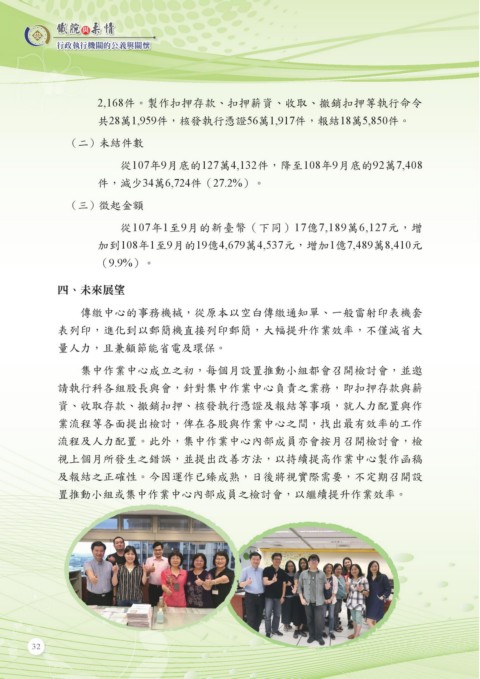 鐵腕與柔情
行政執行機關的公義與關懷
2,168件。製作扣押存款、扣押薪資、收取、撤銷扣押等執行命令
共28萬1,959件，核發執行憑證56萬1,917件，報結18萬5,850件。
（二）未結件數
從107年9月底的127萬4,132件，降至108年9月底的92萬7,408
件，減少34萬6,724件（27.2%）。
（三）徵起金額
從107年1至9月的新臺幣（下同）17億7,189萬6,127元，增
加到108年1至9月的19億4,679萬4,537元，增加1億7,489萬8,410元
（9.9%）。
四、未來展望
傳繳中心的事務機械，從原本以空白傳繳通知單、一般雷射印表機套
表列印，進化到以郵簡機直接列印郵簡，大幅提升作業效率，不僅減省大
量人力，且兼顧節能省電及環保。
集中作業中心成立之初，每個月設置推動小組都會召開檢討會，並邀
請執行科各組股長與會，針對集中作業中心負責之業務，即扣押存款與薪
資、收取存款、撤銷扣押、核發執行憑證及報結等事項，就人力配置與作
業流程等各面提出檢討，俾在各股與作業中心之間，找出最有效率的工作
流程及人力配置。此外，集中作業中心內部成員亦會按月召開檢討會，檢
視上個月所發生之錯誤，並提出改善方法，以持續提高作業中心製作函稿
及報結之正確性。今因運作已臻成熟，日後將視實際需要，不定期召開設
置推動小組或集中作業中心內部成員之檢討會，以繼續提升作業效率。
32